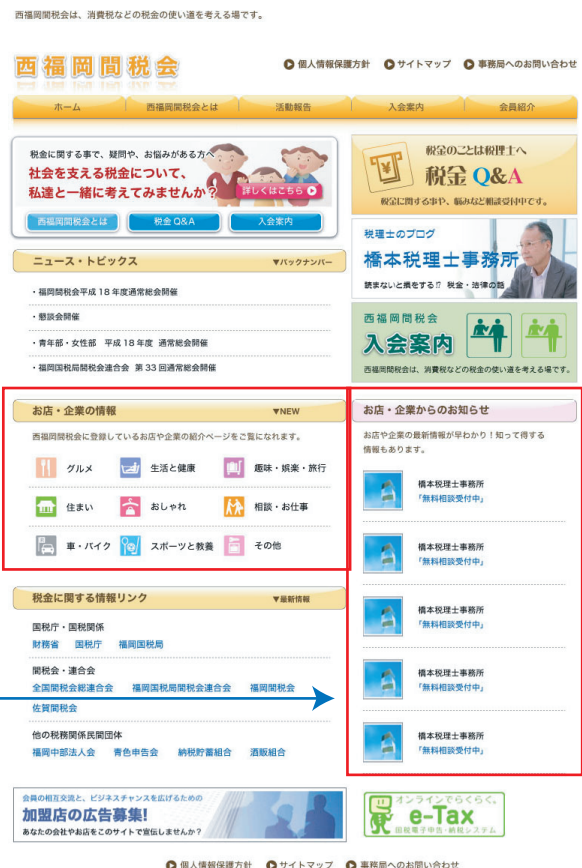 西福岡間税会は、消費税などの税金の使い道を考える場です。
西福岡間税会
個人情報保護方針 サイトマップ 事務局へのお問い合わせ
ホーム 西福岡間税会とは 活動報告 入会案内 会員紹介
税金に関する事で、疑問や、お悩みがある方へ
社会を支える税金について、
私達と一緒に考えてみませんか?
詳しくはこちら
西福岡間税会とは 税金 Q&A 入会案内
税金のことは税理士へ
税金 Q&A
税金に関する事や、悩みなど相談受付中です。
税理士のブログ
橋本税理士事務所
読まないと損をする!? 税金・法律の話
西福岡間税会
入会案内
西福岡間税会は、消費税などの税金の使い道を考える場です。
ニュース・トピックス ▼バックナンバー
・福岡間税会平成 18 年度通常総会開催
・懇談会開催
・青年部・女性部 平成 18 年度 通常総会開催
・福岡国税局間税会連合会 第 33 回通常総会開催
お店・企業の情報 ▼NEW
西福岡間税会に登録しているお店や企業の紹介ページをご覧になれます。
グルメ 生活と健康 趣味・娯楽・旅行
住まい おしゃれ 相談・お仕事
車・バイク スポーツと教養 その他
お店・企業からのお知らせ
お店や企業の最新情報が早わかり!知って得する
情報もあります。
橋本税理士事務所
「無料相談受付中」
橋本税理士事務所
「無料相談受付中」
橋本税理士事務所
「無料相談受付中」
橋本税理士事務所
「無料相談受付中」
橋本税理士事務所
「無料相談受付中」
税金に関する情報リンク ▼最新情報
国税庁・国税関係
財務省 国税庁 福岡国税局
間税会・連合会
全国間税会総連合会 福岡国税局間税会連合会 福岡間税会
佐賀間税会
他の税務関係民間団体
福岡中部法人会 青色申告会 納税貯蓄組合 酒販組合
会員の相互交流と、ビジネスチャンスを広げるための
加盟店の広告募集!
あなたの会社やお店をこのサイトで宣伝しませんか?
オンラインでらくらく。
e-Tax
国税電子申告・納税システム
個人情報保護方針 サイトマップ 事務局へのお問い合わせ